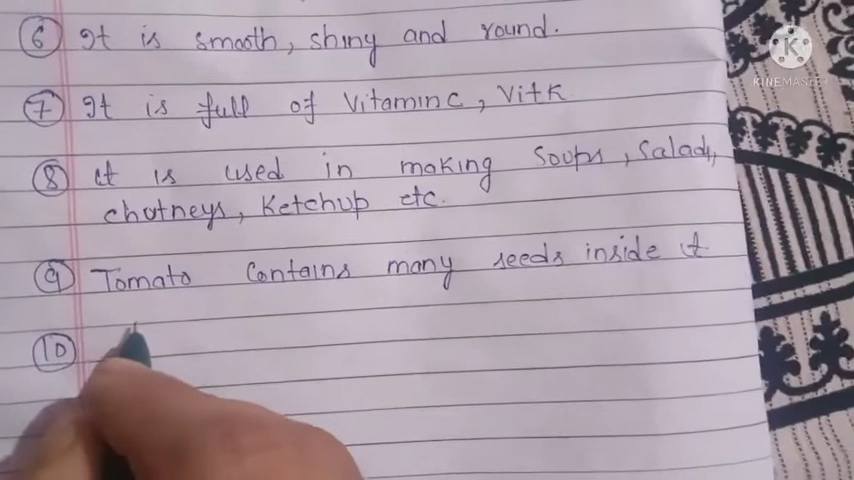 6 It is smooth, shiny and round.
7 It is full of Vitamin C, Vit K
8 It is used in making Soups, Salads,
chutneys, Ketchup etc.
9 Tomato Contains many seeds inside it
10
K
KINEMASTER